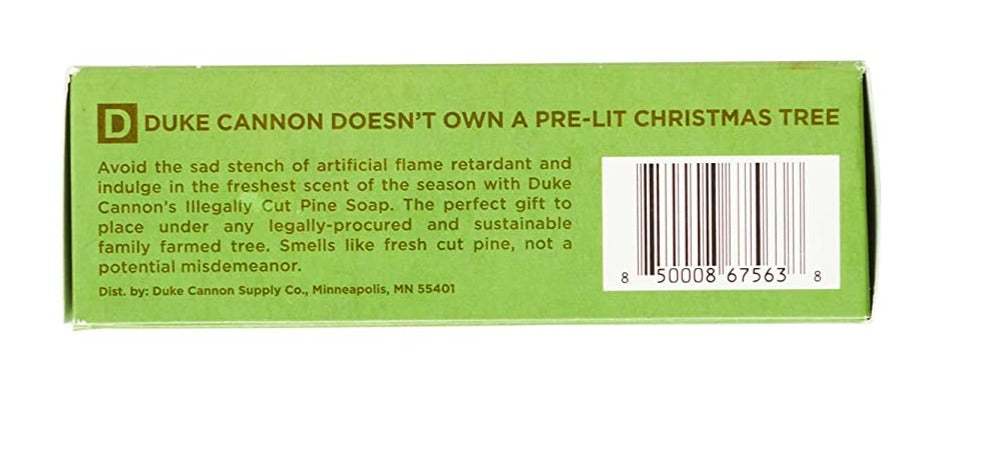 D DUKE CANNON DOESN'T OWN A PRE-LIT CHRISTMAS TREE
Avoid the sad stench of artificial flame retardant and
indulge in the freshest scent of the season with Duke
Cannon's Illegally Cut Pine Soap. The perfect gift to
place under any legally-procured and sustainable
family farmed tree. Smells like fresh cut pine, not a
potential misdemeanor.
Dist. by: Duke Cannon Supply Co., Minneapolis, MN 55401
8 50008 67563 8